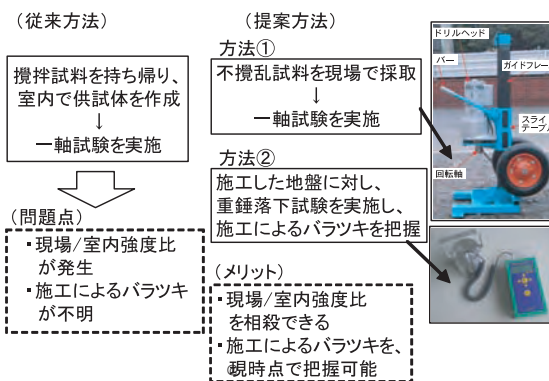 (従来方法)
攪拌試料を持ち帰り、
室内で供試体を作成
↓
一軸試験を実施
(問題点)
・現場/室内強度比
が発生
・施工によるバラツキ
が不明
(提案方法)
方法①
不攪乱試料を現場で採取
↓
一軸試験を実施
方法②
施工した地盤に対し、
重錘落下試験を実施し、
施工によるバラツキを把握
(メリット)
・現場/室内強度比
を相殺できる
・施工によるバラツキを、
現時点で把握可能
ドリルヘッド
バー
ガイドフレー
スライ
テーブル
回転軸